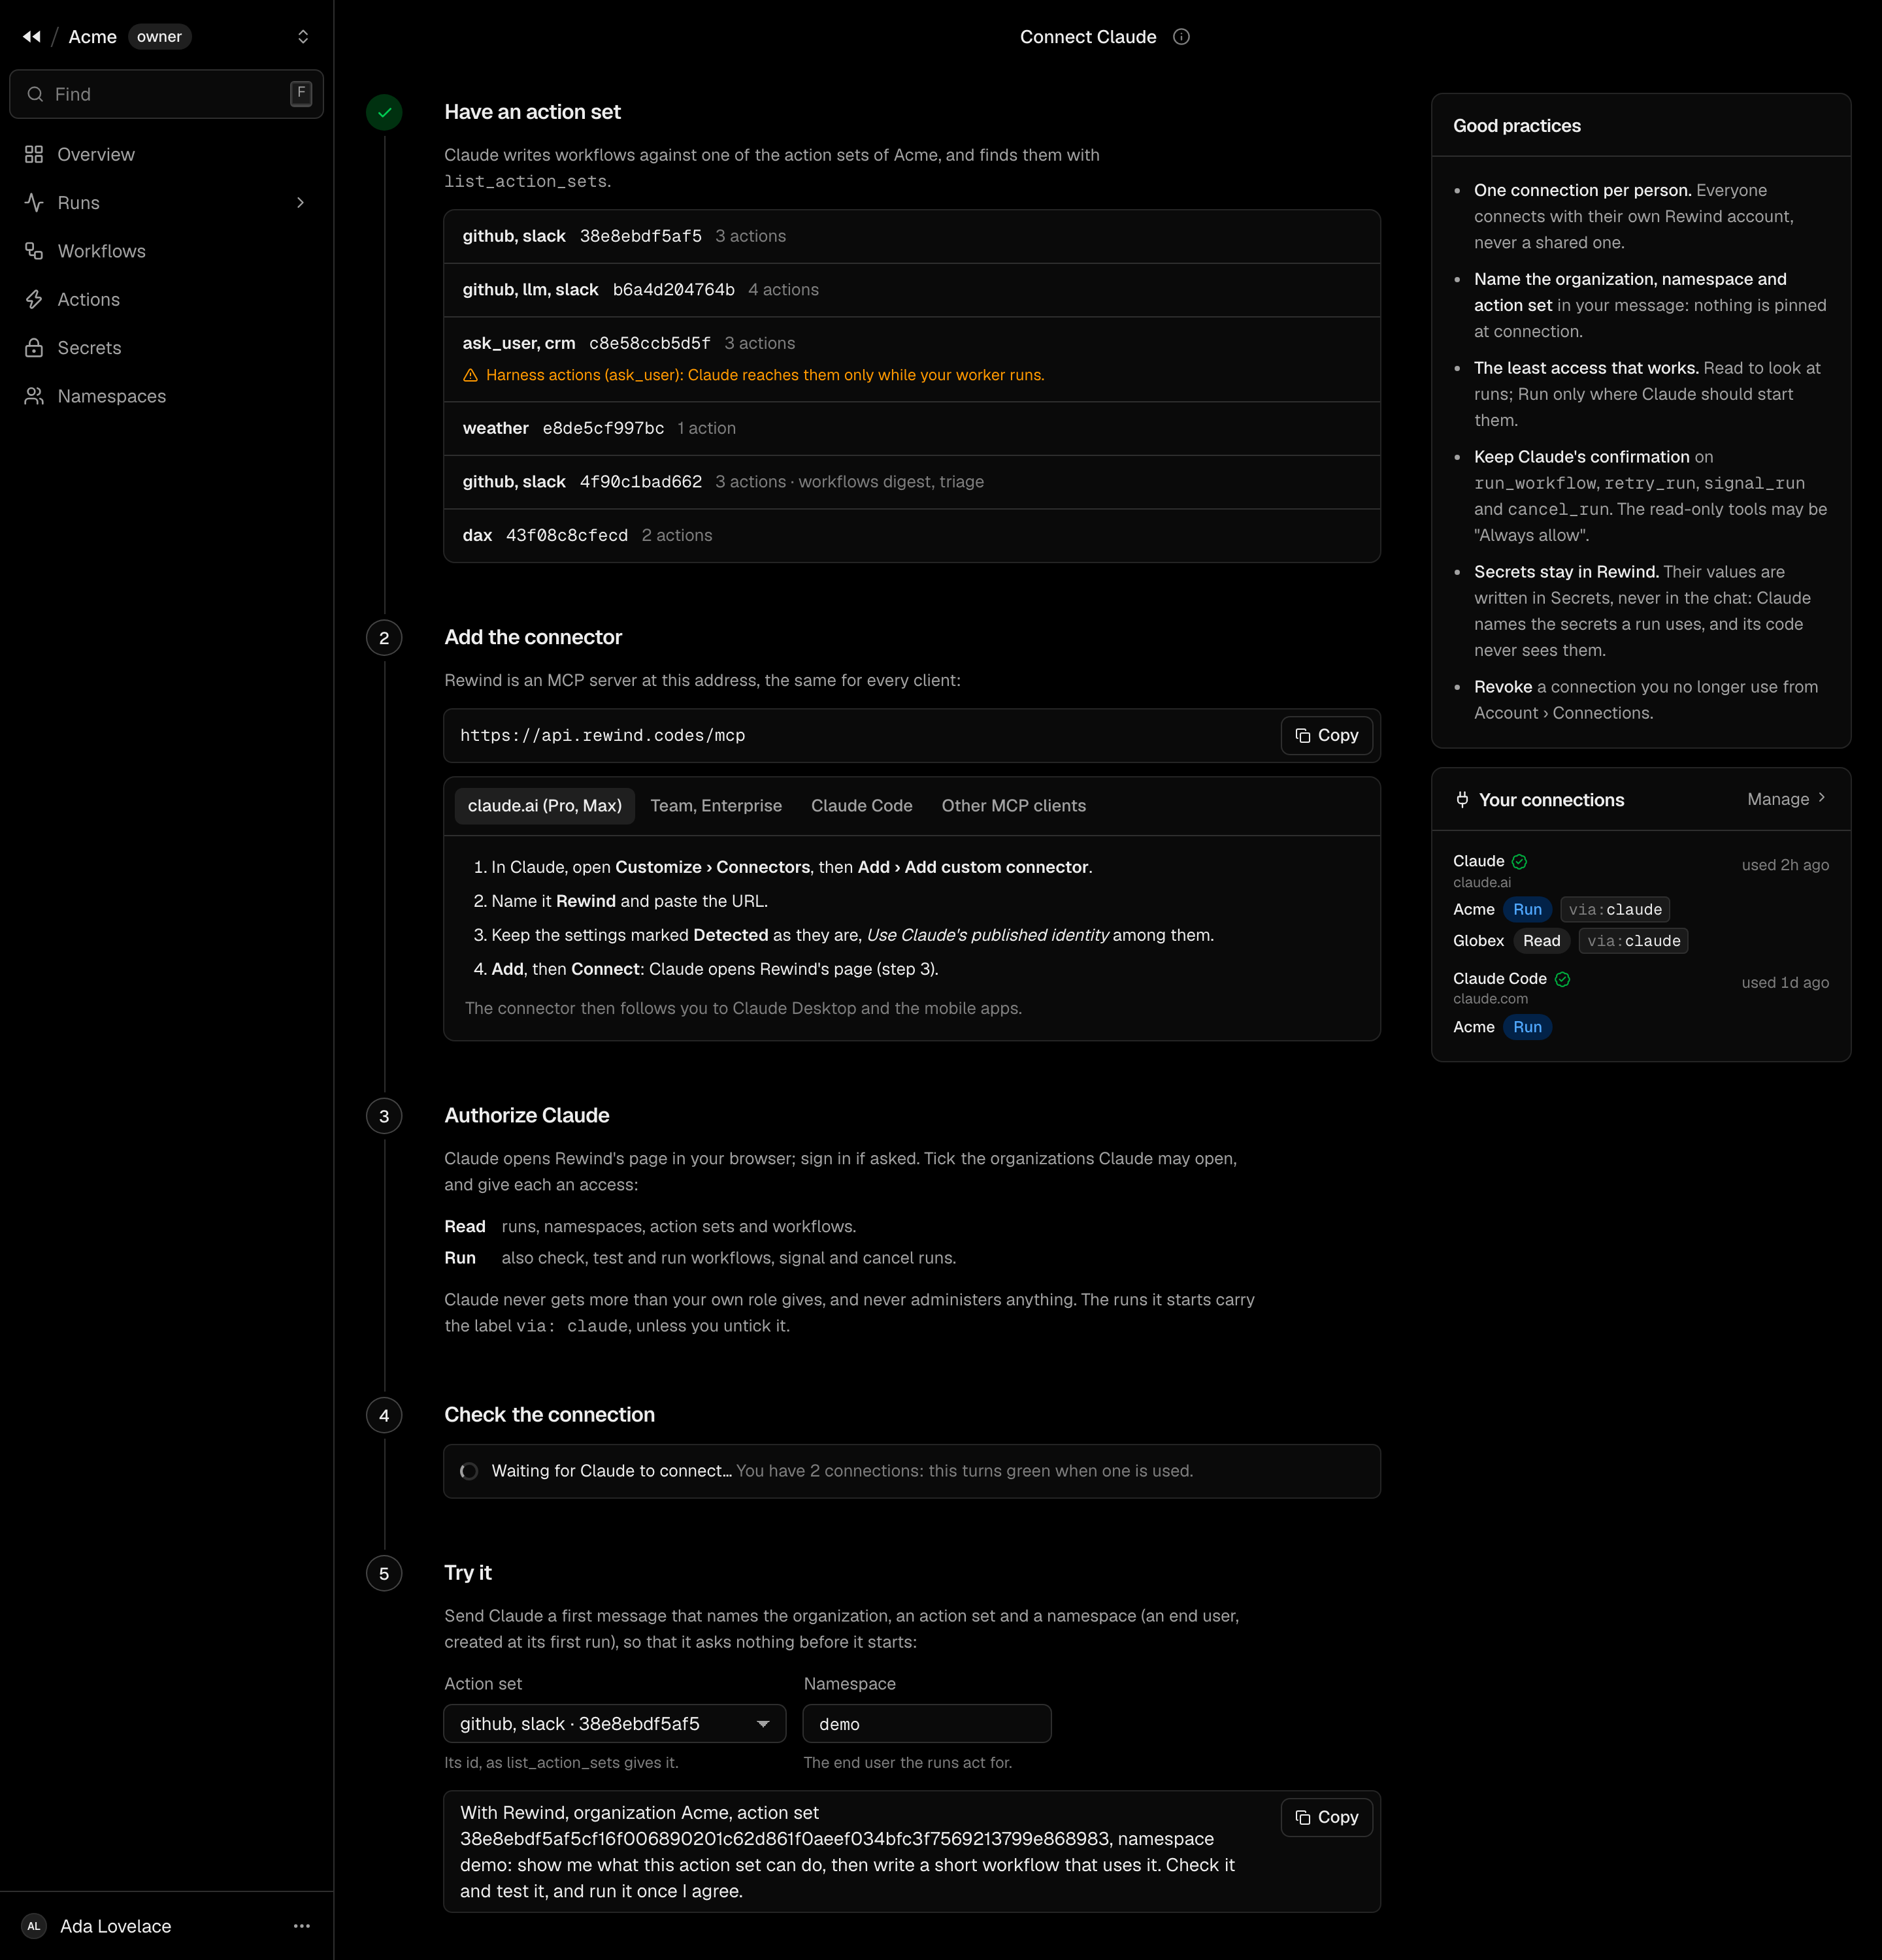 / Acme owner
Find F
Overview
Runs
Workflows
Actions
Secrets
Namespaces
AL Ada Lovelace
Connect Claude
Have an action set
Claude writes workflows against one of the action sets of Acme, and finds them with
list_action_sets.
github, slack 38e8ebdf5af5 3 actions
github, llm, slack b6a4d204764b 4 actions
ask_user, crm c8e58ccb5d5f 3 actions
Harness actions (ask_user): Claude reaches them only while your worker runs.
weather e8de5cf997bc 1 action
github, slack 4f90c1bad662 3 actions · workflows digest, triage
dax 43f08c8cfecd 2 actions
2 Add the connector
Rewind is an MCP server at this address, the same for every client:
https://api.rewind.codes/mcp Copy
claude.ai (Pro, Max) Team, Enterprise Claude Code Other MCP clients
1. In Claude, open Customize › Connectors, then Add › Add custom connector.
2. Name it Rewind and paste the URL.
3. Keep the settings marked Detected as they are, Use Claude's published identity among them.
4. Add, then Connect: Claude opens Rewind's page (step 3).
The connector then follows you to Claude Desktop and the mobile apps.
3 Authorize Claude
Claude opens Rewind's page in your browser; sign in if asked. Tick the organizations Claude may open,
and give each an access:
Read runs, namespaces, action sets and workflows.
Run also check, test and run workflows, signal and cancel runs.
Claude never gets more than your own role gives, and never administers anything. The runs it starts carry
the label via: claude, unless you untick it.
4 Check the connection
Waiting for Claude to connect... You have 2 connections: this turns green when one is used.
5 Try it
Send Claude a first message that names the organization, an action set and a namespace (an end user,
created at its first run), so that it asks nothing before it starts:
Action set Namespace
github, slack · 38e8ebdf5af5 demo
Its id, as list_action_sets gives it. The end user the runs act for.
With Rewind, organization Acme, action set Copy
38e8ebdf5af5cf16f006890201c62d861f0aeef034bfc3f7569213799e868983, namespace
demo: show me what this action set can do, then write a short workflow that uses it. Check it
and test it, and run it once I agree.
Good practices
• One connection per person. Everyone
connects with their own Rewind account,
never a shared one.
• Name the organization, namespace and
action set in your message: nothing is pinned
at connection.
• The least access that works. Read to look at
runs; Run only where Claude should start
them.
• Keep Claude's confirmation on
run_workflow, retry_run, signal_run
and cancel_run. The read-only tools may be
"Always allow".
• Secrets stay in Rewind. Their values are
written in Secrets, never in the chat: Claude
names the secrets a run uses, and its code
never sees them.
• Revoke a connection you no longer use from
Account › Connections.
Your connections Manage
Claude used 2h ago
claude.ai
Acme Run via:claude
Globex Read via:claude
Claude Code used 1d ago
claude.com
Acme Run